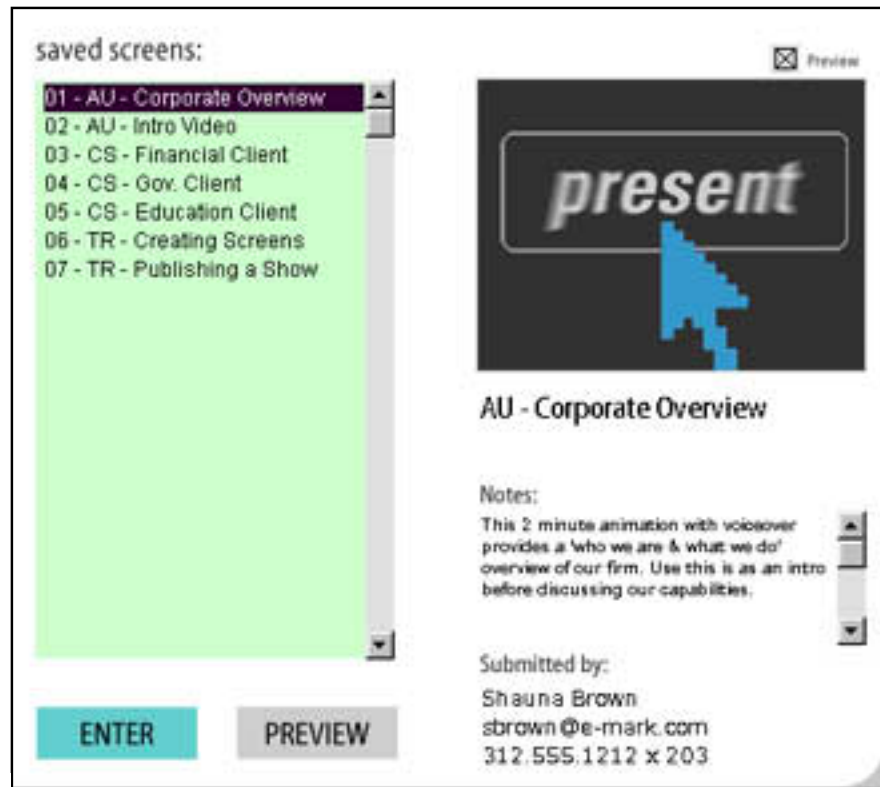 saved screens:
01 - AU - Corporate Overview
02 - AU - Intro Video
03 - CS - Financial Client
04 - CS - Gov. Client
05 - CS - Education Client
06 - TR - Creating Screens
07 - TR - Publishing a Show
ENTER
PREVIEW
Preview
present
AU - Corporate Overview
Notes:
This 2 minute animation with voiceover
provides a 'who we are & what we do'
overview of our firm. Use this is as an intro
before discussing our capabilities.
Submitted by:
Shauna Brown
sbrown@e-mark.com
312.555.1212 x 203